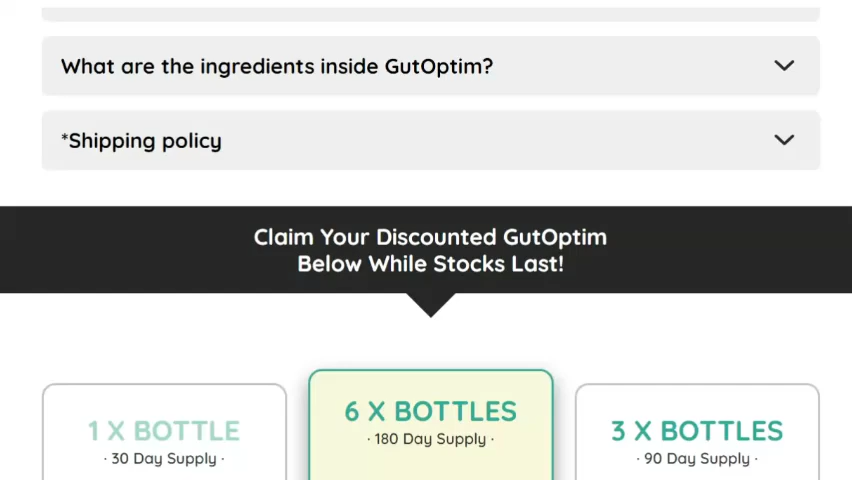 What are the ingredients inside GutOptim?
*Shipping policy
Claim Your Discounted GutOptim
Below While Stocks Last!
1 X BOTTLE
· 30 Day Supply ·
6 X BOTTLES
· 180 Day Supply ·
3 X BOTTLES
· 90 Day Supply ·